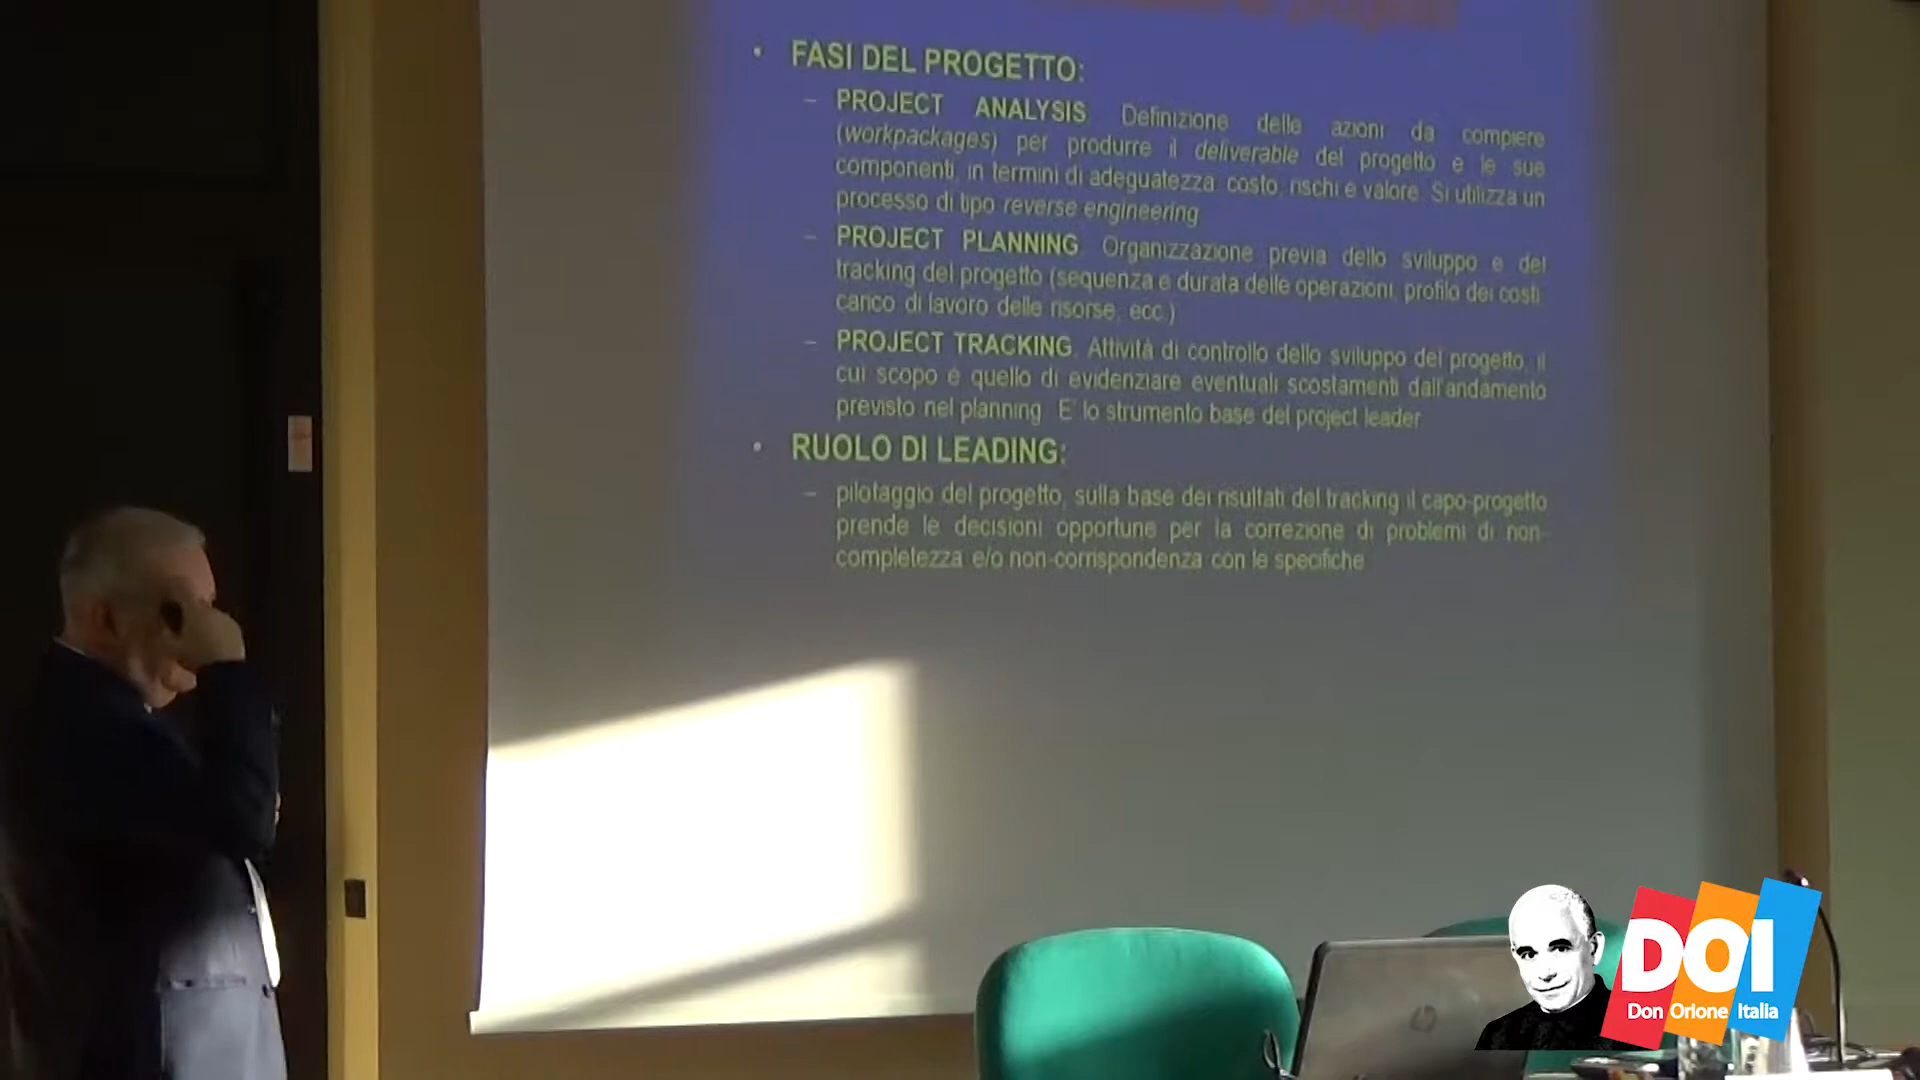 • FASI DEL PROGETTO:
– PROJECT ANALYSIS Definizione delle azioni da compiere
(workpackages) per produrre il deliverable del progetto e le sue
componenti, in termini di adeguatezza costo, rischi e valore. Si utilizza un
processo di tipo reverse engineering
– PROJECT PLANNING Organizzazione previa dello sviluppo e del
tracking del progetto (sequenza e durata delle operazioni, profilo dei costi,
carico di lavoro delle risorse, ecc.)
– PROJECT TRACKING. Attività di controllo dello sviluppo del progetto, il
cui scopo è quello di evidenziare eventuali scostamenti dall'andamento
previsto nel planning. E' lo strumento base del project leader
• RUOLO DI LEADING:
– pilotaggio del progetto, sulla base dei risultati del tracking il capo-progetto
prende le decisioni opportune per la correzione di problemi di non-
completezza e/o non-corrispondenza con le specifiche
hp
DOI
Don Orione Italia